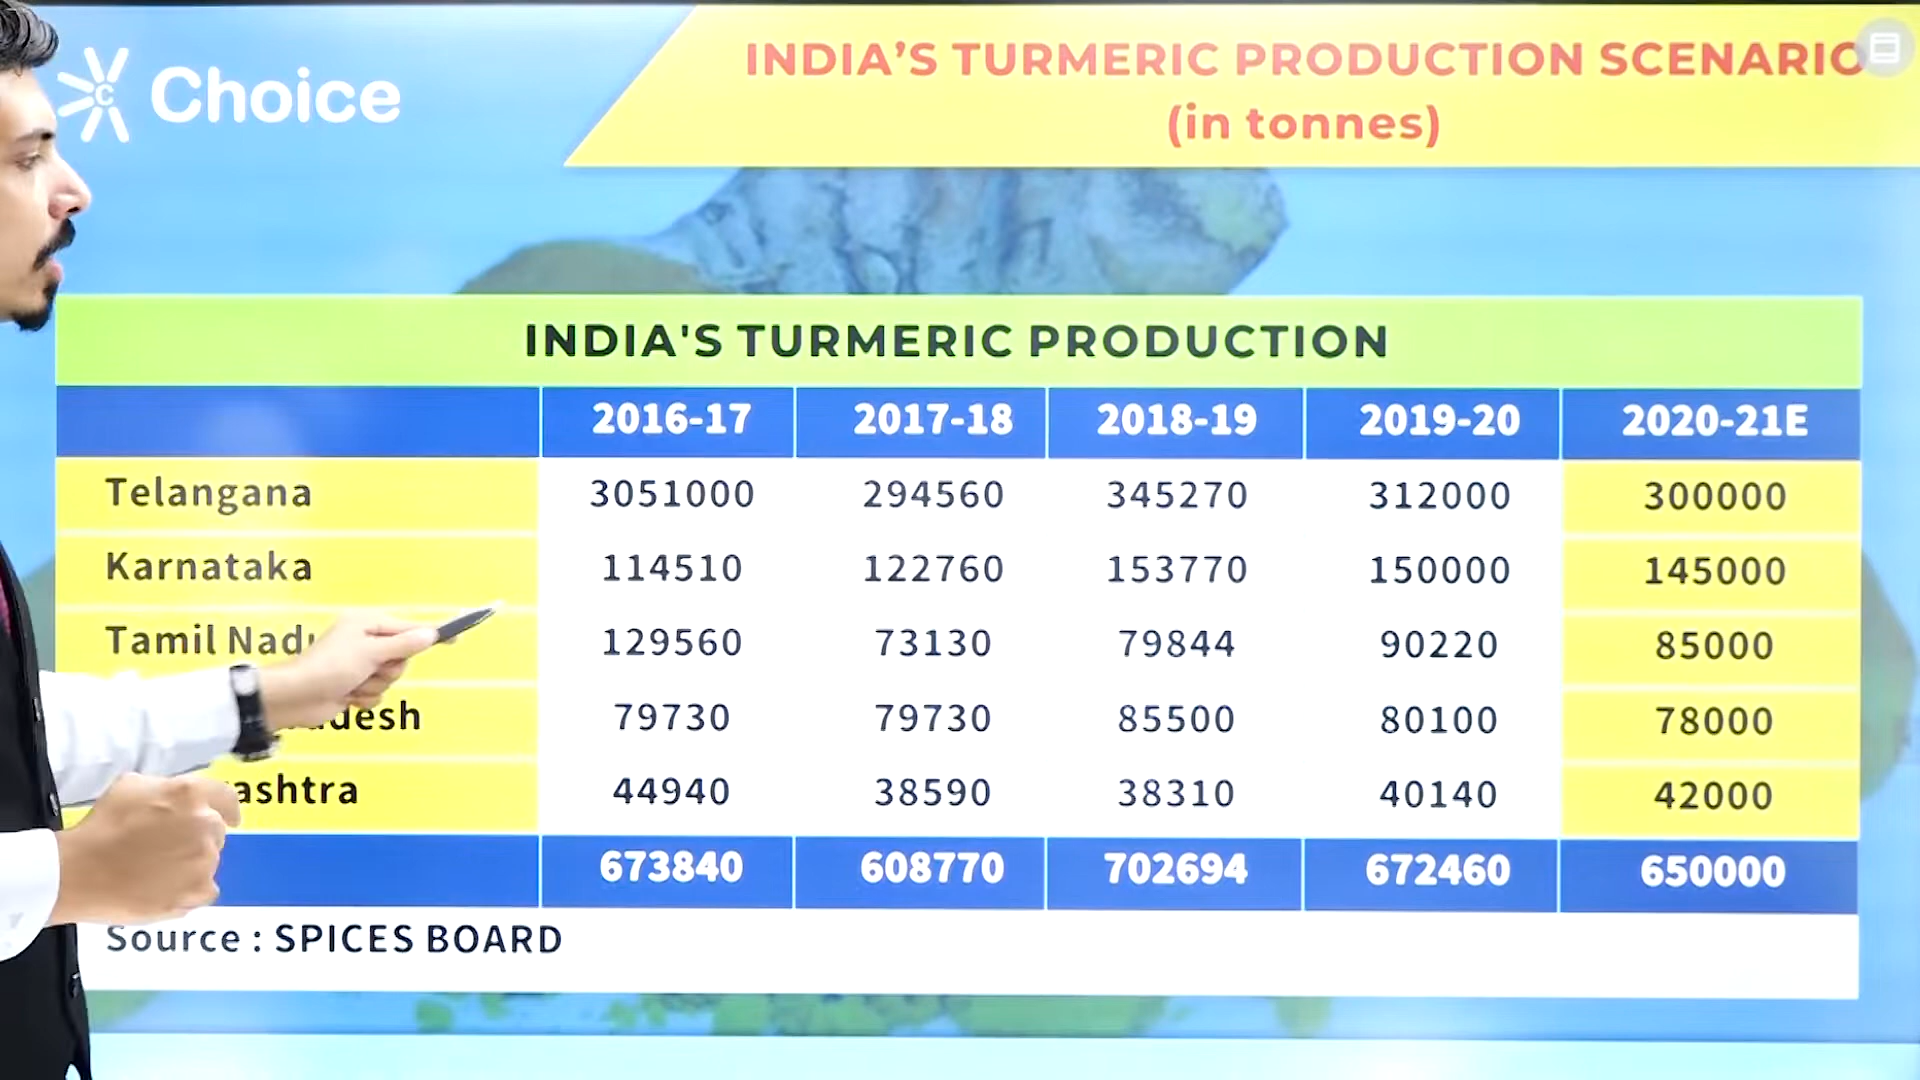 Choice
INDIA’S TURMERIC PRODUCTION SCENARIO
(in tonnes)
INDIA'S TURMERIC PRODUCTION
2016-17 2017-18 2018-19 2019-20 2020-21E
Telangana 3051000 294560 345270 312000 300000
Karnataka 114510 122760 153770 150000 145000
Tamil 129560 73130 79844 90220 85000
79730 79730 85500 80100 78000
44940 38590 38310 40140 42000
673840 608770 702694 672460 650000
Source : SPICES BOARD